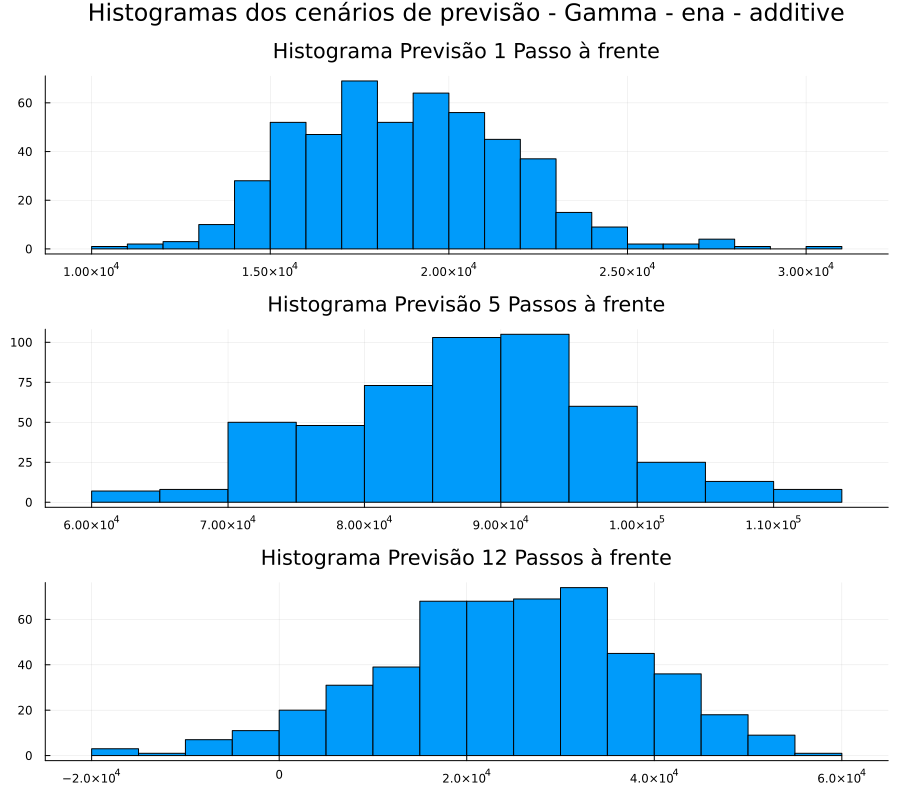 Histogramas dos cenários de previsão - Gamma - ena - additive
Histograma Previsão 1 Passo à frente
60
40
20
0
1.00×10⁴ 1.50×10⁴ 2.00×10⁴ 2.50×10⁴ 3.00×10⁴
Histograma Previsão 5 Passos à frente
100
75
50
25
0
6.00×10⁴ 7.00×10⁴ 8.00×10⁴ 9.00×10⁴ 1.00×10⁵ 1.10×10⁵
Histograma Previsão 12 Passos à frente
60
40
20
0
−2.0×10⁴ 0 2.0×10⁴ 4.0×10⁴ 6.0×10⁴